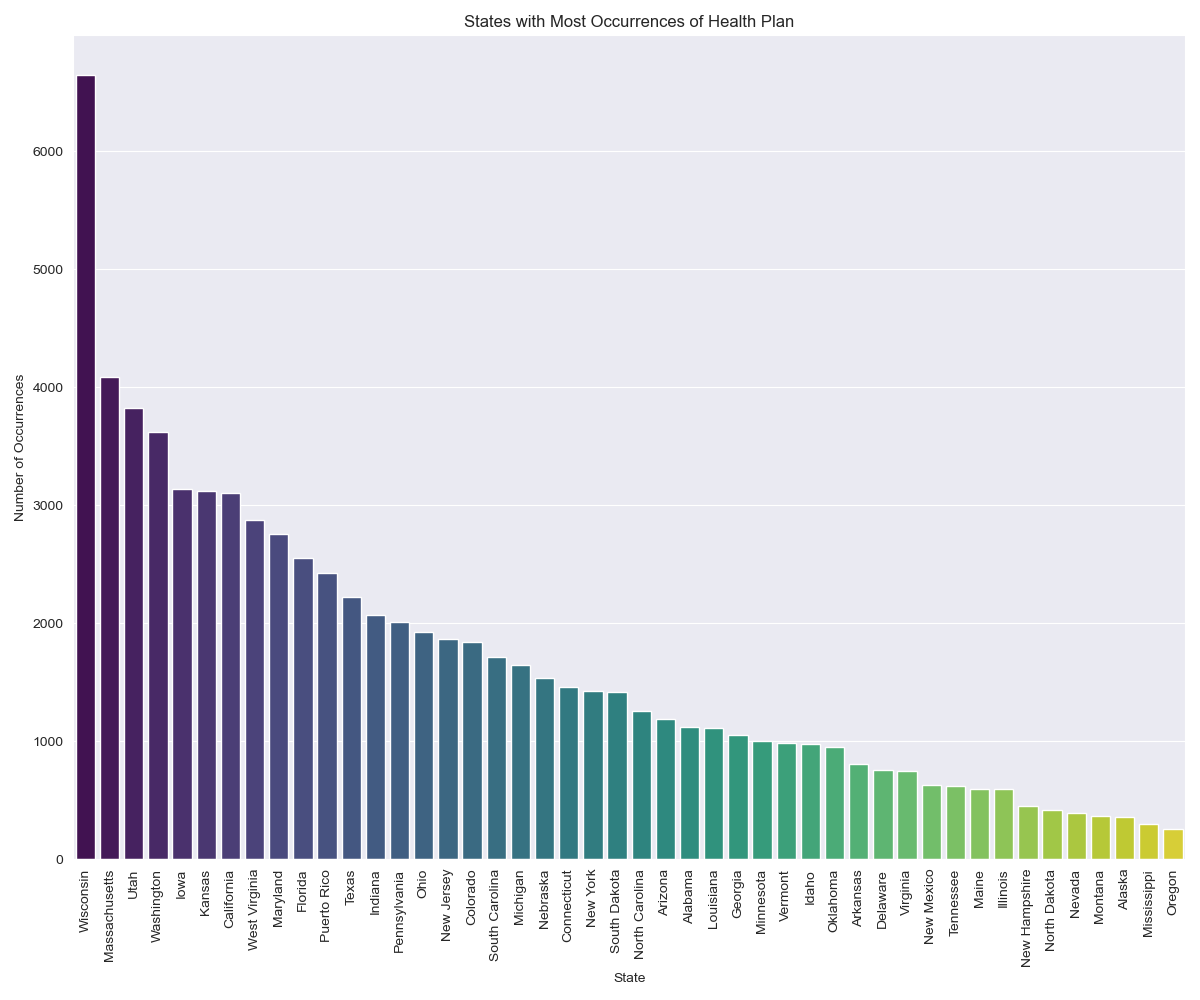 States with Most Occurrences of Health Plan
Number of Occurrences
6000
5000
4000
3000
2000
1000
0
Wisconsin
Massachusetts
Utah
Washington
Iowa
Kansas
California
West Virginia
Maryland
Florida
Puerto Rico
Texas
Indiana
Pennsylvania
Ohio
New Jersey
Colorado
South Carolina
Michigan
Nebraska
Connecticut
New York
South Dakota
North Carolina
Arizona
Alabama
Louisiana
Georgia
Minnesota
Vermont
Idaho
Oklahoma
Arkansas
Delaware
Virginia
New Mexico
Tennessee
Maine
Illinois
New Hampshire
North Dakota
Nevada
Montana
Alaska
Mississippi
Oregon
State